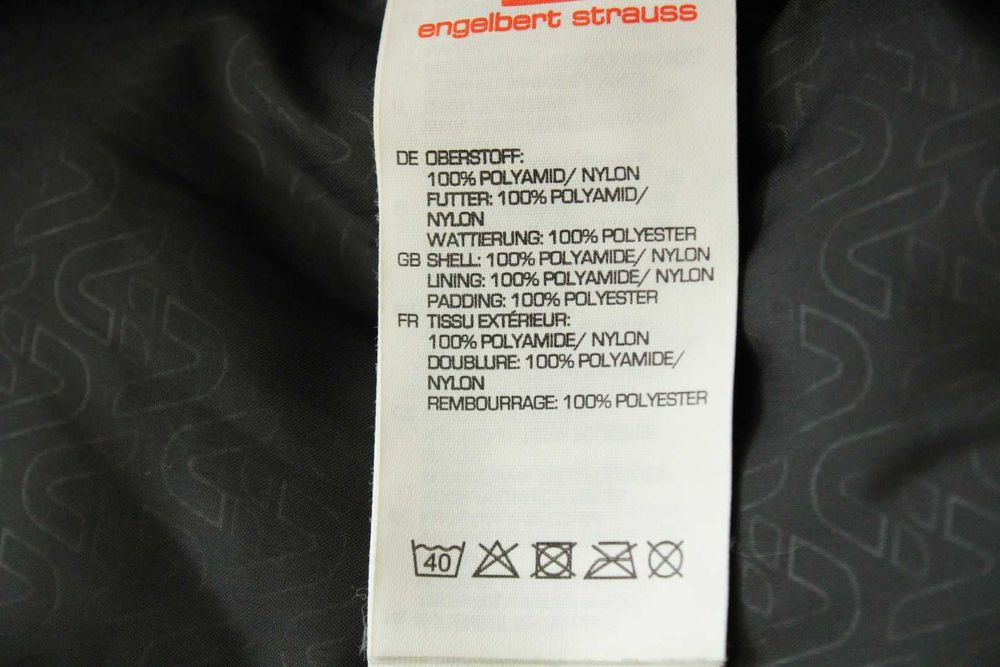 engelbert strauss
DE OBERSTOFF:
100% POLYAMID/ NYLON
FUTTER: 100% POLYAMID/
NYLON
WATTIERUNG: 100% POLYESTER
GB SHELL: 100% POLYAMIDE/ NYLON
LINING: 100% POLYAMIDE/ NYLON
PADDING: 100% POLYESTER
FR TISSU EXTÉRIEUR:
100% POLYAMIDE/ NYLON
DOUBLURE: 100% POLYAMIDE/
NYLON
REMBOURRAGE: 100% POLYESTER
40